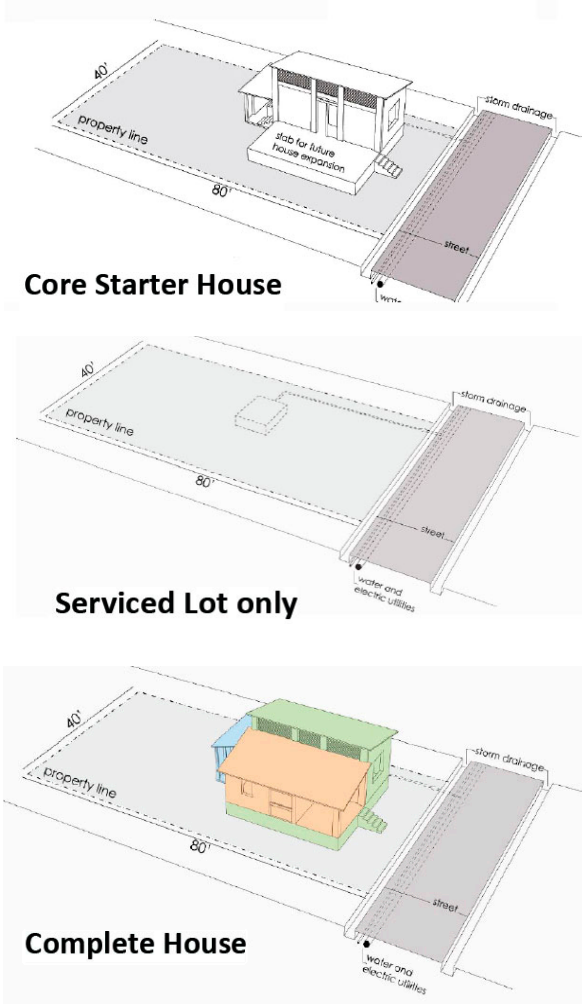 40'
storm drainage
property line
slab for future
house expansion
80'
street
Core Starter House
40'
storm drainage
property line
80'
street
water and
electric utilities
Serviced Lot only
40'
storm drainage
property line
80'
street
Complete House
water and
electric utilities